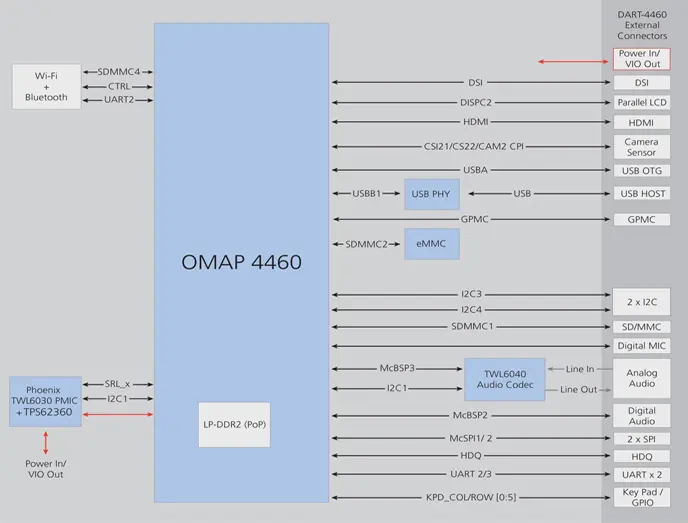 DART-4460
External
Connectors
Power In/
VIO Out
Wi-Fi
+
Bluetooth
SDMMC4
CTRL
UART2
DSI
DSI
DISPC2
Parallel LCD
HDMI
HDMI
CSI21/CS22/CAM2 CPI
Camera
Sensor
USBA
USB OTG
USBB1
USB PHY
USB
USB HOST
GPMC
GPMC
SDMMC2
eMMC
OMAP 4460
I2C3
I2C4
2 x I2C
SDMMC1
SD/MMC
Digital MIC
McBSP3
I2C1
TWL6040
Audio Codec
Line In
Line Out
Analog
Audio
Phoenix
TWL6030 PMIC
+TPS62360
SRL_x
I2C1
Power In/
VIO Out
LP-DDR2 (PoP)
McBSP2
Digital
Audio
McSPI1/ 2
2 x SPI
HDQ
HDQ
UART 2/3
UART x 2
KPD_COL/ROW [0:5]
Key Pad /
GPIO